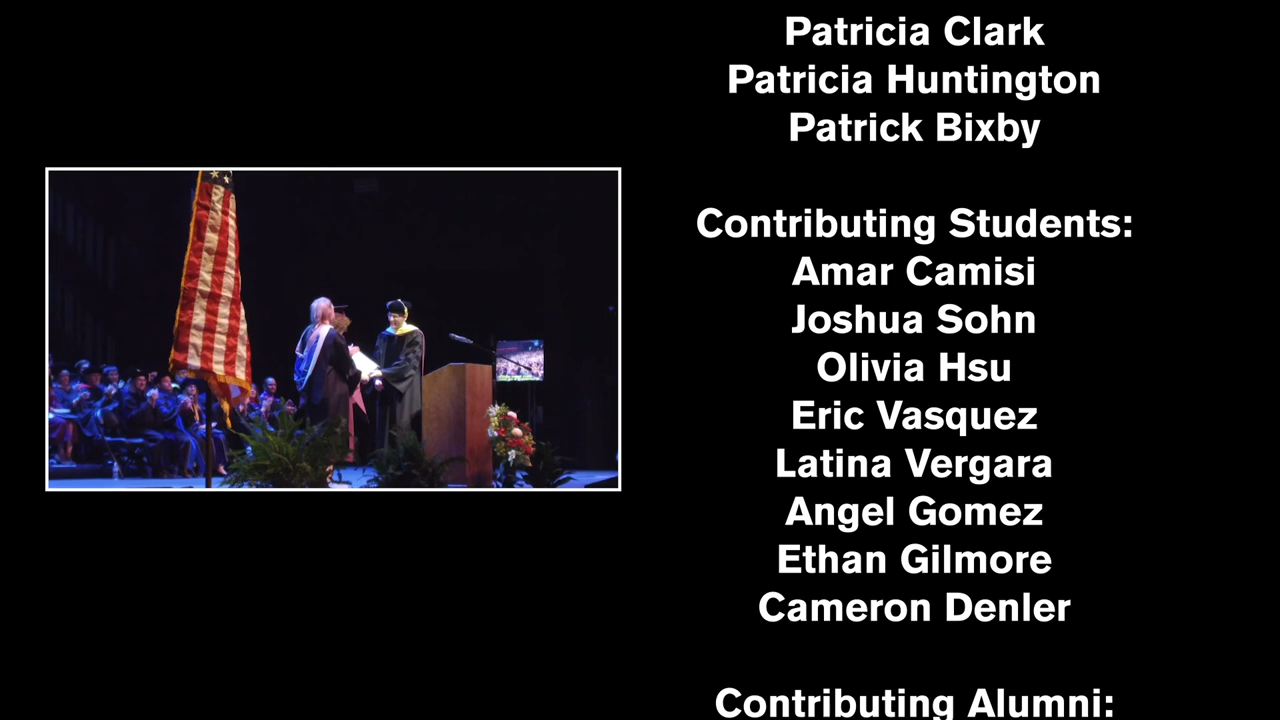 Patricia Clark
Patricia Huntington
Patrick Bixby
Contributing Students:
Amar Camisi
Joshua Sohn
Olivia Hsu
Eric Vasquez
Latina Vergara
Angel Gomez
Ethan Gilmore
Cameron Denler
Contributing Alumni: